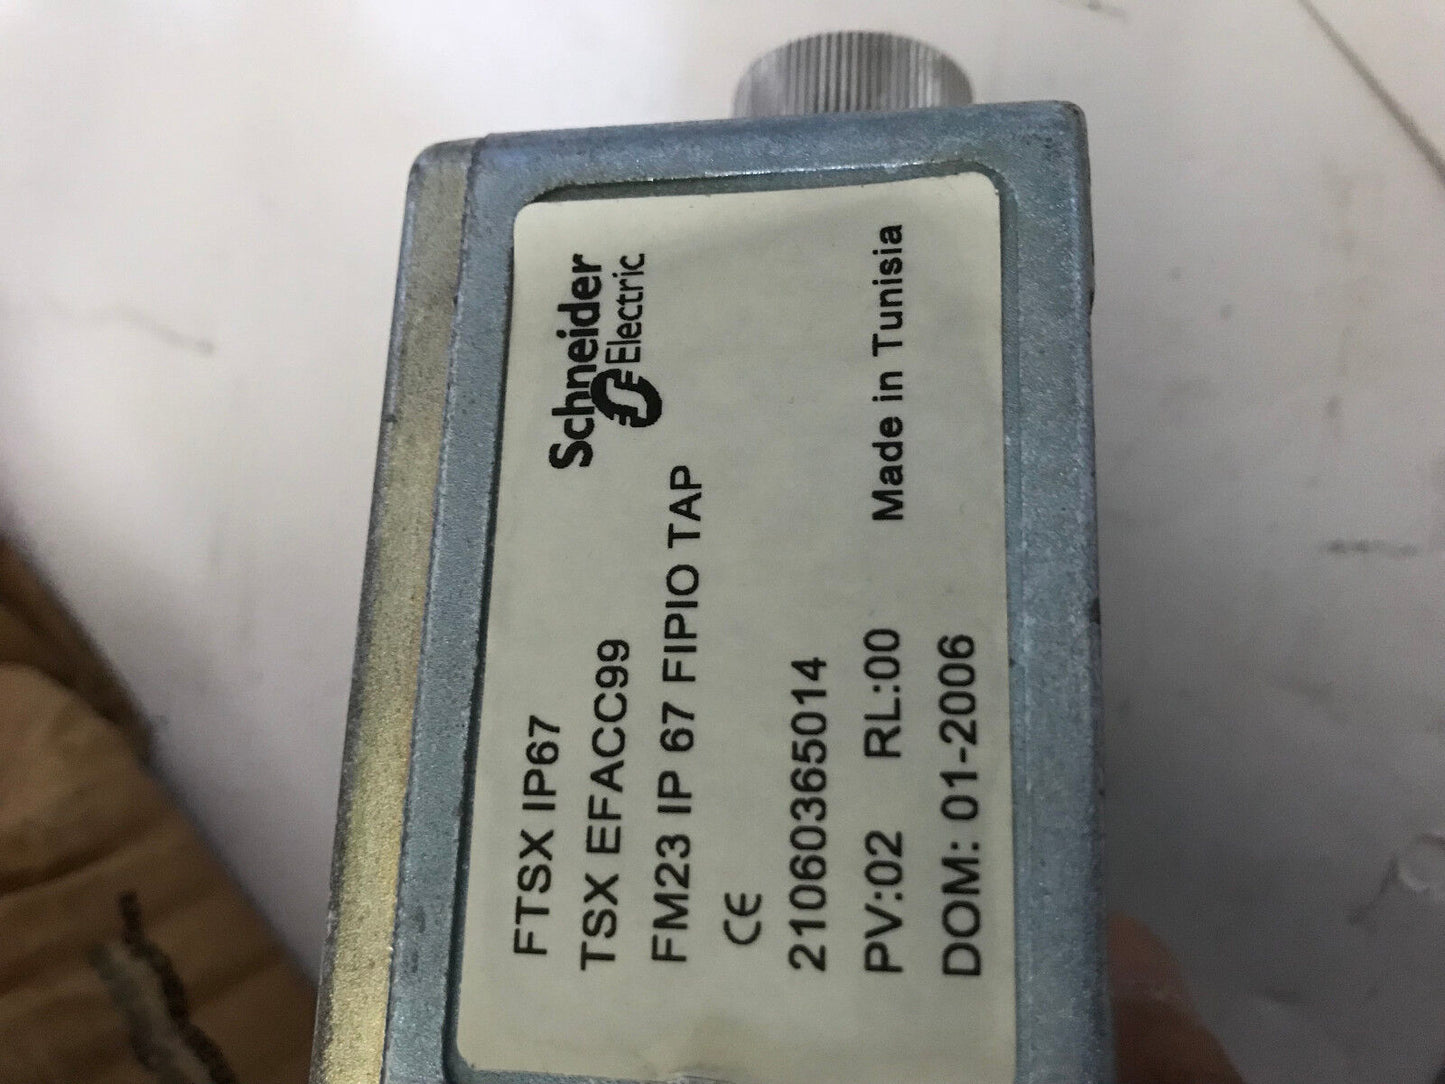 FTSX IP67
Schneider
Electric
TSX EFACC99
FM23 IP 67 FIPIO TAP
CE
21060365014
PV:02 RL:00 Made in Tunisia
DOM: 01-2006